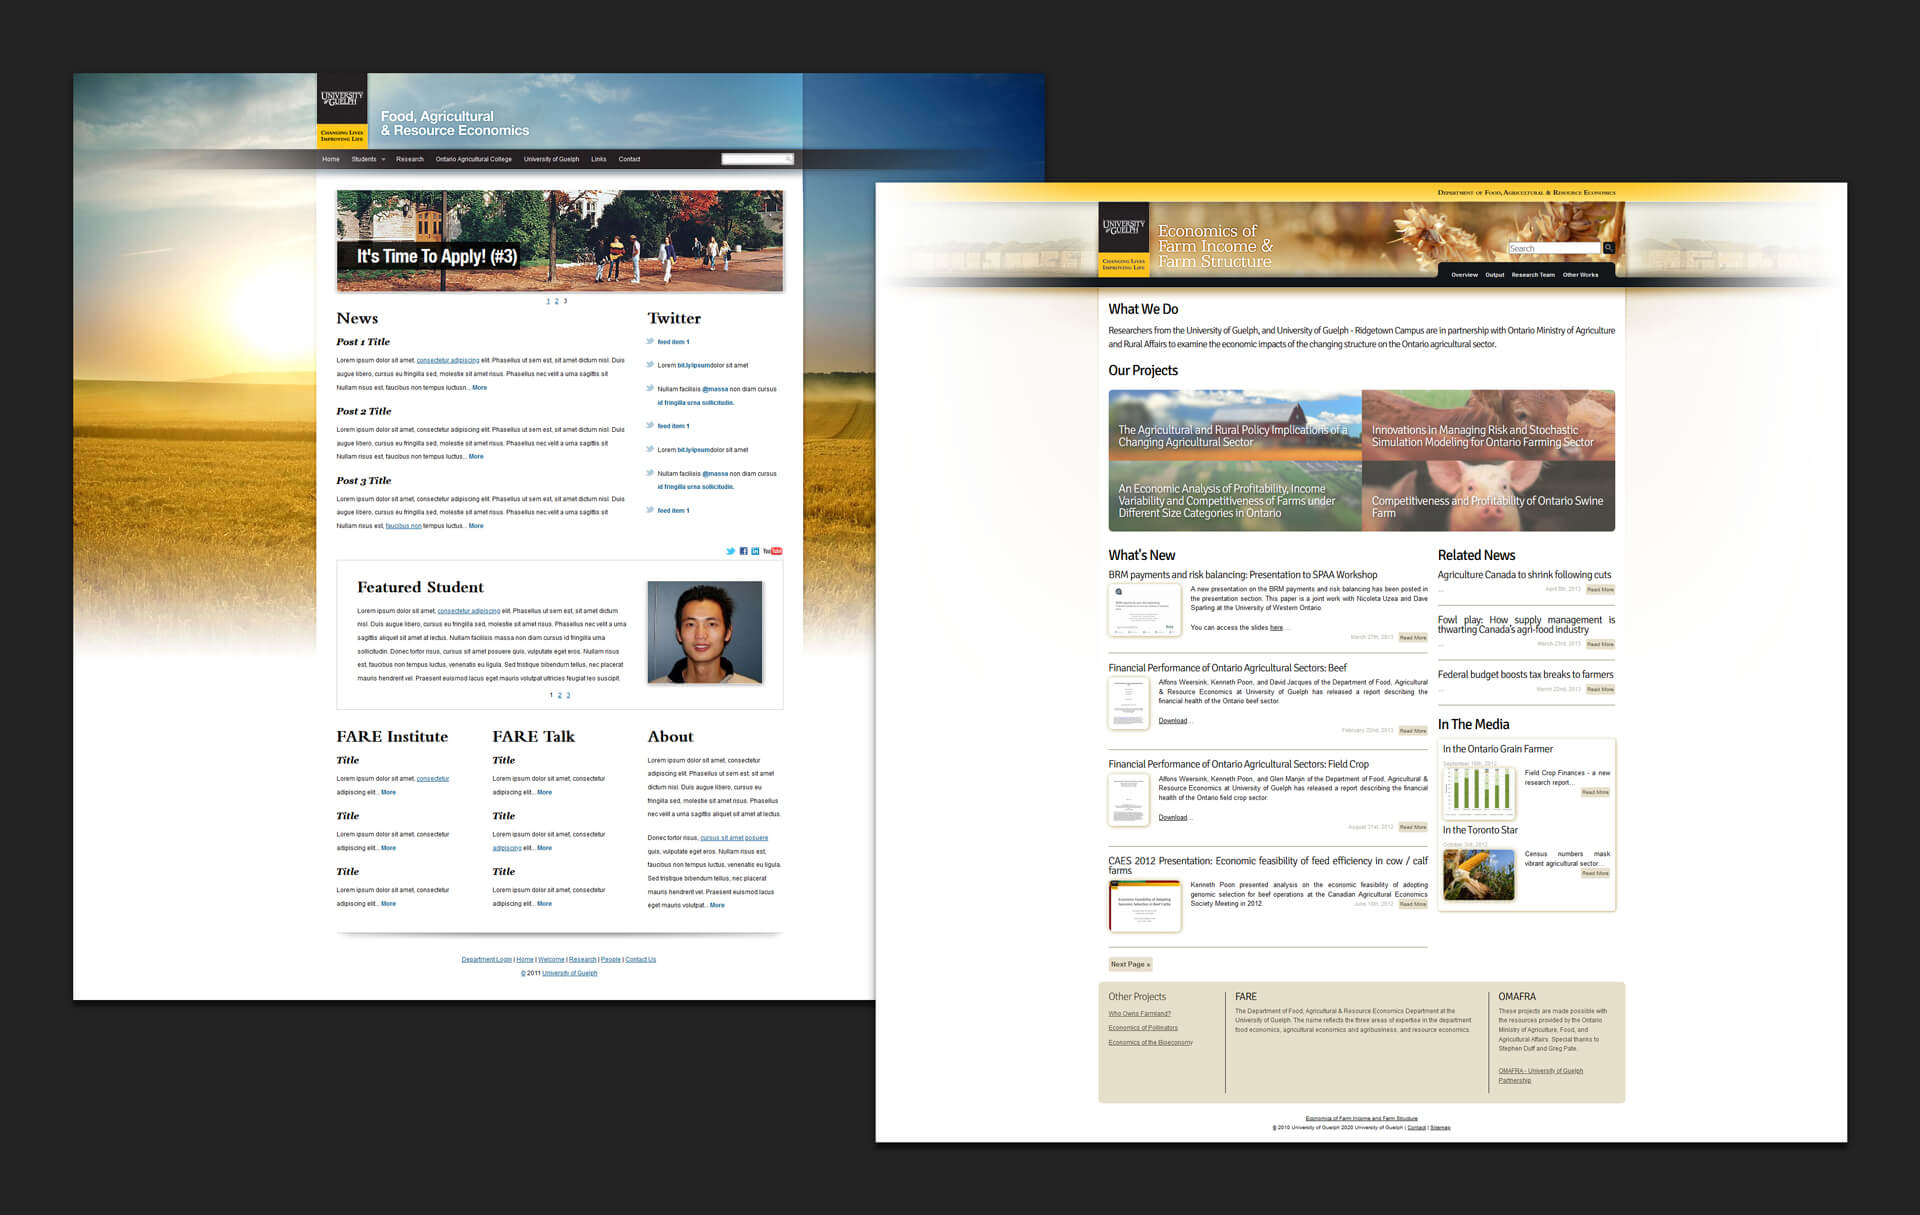 UNIVERSITY
of GUELPH
CHANGING LIVES
IMPROVING LIFE
Food, Agricultural
& Resource Economics
Home Students Research Ontario Agricultural College University of Guelph Links Contact
It's Time To Apply! (#3)
1 2 3
News
Post 1 Title
Lorem ipsum dolor sit amet, consectetur adipiscing elit. Phasellus ut sem est, sit amet dictum nisl. Duis
augue libero, cursus eu fringilla sed, molestie sit amet risus. Phasellus nec velit a urna sagittis sit
Nullam risus est, faucibus non tempus luctusn... More
Post 2 Title
Lorem ipsum dolor sit amet, consectetur adipiscing elit. Phasellus ut sem est, sit amet dictum nisl. Duis
augue libero, cursus eu fringilla sed, molestie sit amet risus. Phasellus nec velit a urna sagittis sit
Nullam risus est, faucibus non tempus luctus... More
Post 3 Title
Lorem ipsum dolor sit amet, consectetur adipiscing elit. Phasellus ut sem est, sit amet dictum nisl. Duis
augue libero, cursus eu fringilla sed, molestie sit amet risus. Phasellus nec velit a urna sagittis sit
Nullam risus est, faucibus non tempus luctus... More
Twitter
feed item 1
Lorem bit.ly/ipsumdolor sit amet
Nullam facilisis @massa non diam cursus
id fringilla urna sollicitudin.
feed item 1
Lorem bit.ly/ipsumdolor sit amet
Nullam facilisis @massa non diam cursus
id fringilla urna sollicitudin.
feed item 1
You Tube
Featured Student
Lorem ipsum dolor sit amet, consectetur adipiscing elit. Phasellus ut sem est, sit amet dictum
nisl. Duis augue libero, cursus eu fringilla sed, molestie sit amet risus. Phasellus nec velit a urna
sagittis aliquet sit amet at lectus. Nullam facilisis massa non diam cursus id fringilla urna
sollicitudin. Donec tortor risus, cursus sit amet posuere quis, vulputate eget eros. Nullam risus
est, faucibus non tempus luctus, venenatis eu ligula. Sed tristique bibendum tellus, nec placerat
mauris hendrerit vel. Praesent euismod lacus eget mauris volutpat ultricies feugiat leo suscipit.
1 2 3
FARE Institute
Title
Lorem ipsum dolor sit amet, consectetur
adipiscing elit... More
Title
Lorem ipsum dolor sit amet, consectetur
adipiscing elit... More
Title
Lorem ipsum dolor sit amet, consectetur
adipiscing elit... More
FARE Talk
Title
Lorem ipsum dolor sit amet, consectetur
adipiscing elit... More
Title
Lorem ipsum dolor sit amet, consectetur
adipiscing elit... More
Title
Lorem ipsum dolor sit amet, consectetur
adipiscing elit... More
About
Lorem ipsum dolor sit amet, consectetur
adipiscing elit. Phasellus ut sem est, sit amet
dictum nisl. Duis augue libero, cursus eu
fringilla sed, molestie sit amet risus. Phasellus
nec velit a urna sagittis aliquet sit amet at lectus.
Donec tortor risus, cursus sit amet posuere
quis, vulputate eget eros. Nullam risus est,
faucibus non tempus luctus, venenatis eu ligula.
Sed tristique bibendum tellus, nec placerat
mauris hendrerit vel. Praesent euismod lacus
eget mauris volutpat... More
Department Login | Home | Welcome | Research | People | Contact Us
© 2011 University of Guelph
DEPARTMENT OF FOOD, AGRICULTURAL & RESOURCE ECONOMICS
UNIVERSITY
of GUELPH
CHANGING LIVES
IMPROVING LIFE
Economics of
Farm Income &
Farm Structure
Search
Overview Output Research Team Other Works
What We Do
Researchers from the University of Guelph, and University of Guelph - Ridgetown Campus are in partnership with Ontario Ministry of Agriculture
and Rural Affairs to examine the economic impacts of the changing structure on the Ontario agricultural sector.
Our Projects
The Agricultural and Rural Policy Implications of a
Changing Agricultural Sector
Innovations in Managing Risk and Stochastic
Simulation Modeling for Ontario Farming Sector
An Economic Analysis of Profitability, Income
Variability and Competitiveness of Farms under
Different Size Categories in Ontario
Competitiveness and Profitability of Ontario Swine
Farm
What's New
BRM payments and risk balancing: Presentation to SPAA Workshop
A new presentation on the BRM payments and risk balancing has been posted in
the presentation section. This paper is a joint work with Nicoleta Uzea and Dave
Sparling at the University of Western Ontario.
You can access the slides here....
March 27th, 2013 Read More
Financial Performance of Ontario Agricultural Sectors: Beef
Alfons Weersink, Kenneth Poon, and David Jacques of the Department of Food, Agricultural
& Resource Economics at University of Guelph has released a report describing the
financial health of the Ontario beef sector.
Download...
February 22nd, 2013 Read More
Financial Performance of Ontario Agricultural Sectors: Field Crop
Alfons Weersink, Kenneth Poon, and Glen Manjin of the Department of Food, Agricultural &
Resource Economics at University of Guelph has released a report describing the financial
health of the Ontario field crop sector.
Download...
August 31st, 2012 Read More
CAES 2012 Presentation: Economic feasibility of feed efficiency in cow / calf
farms
Kenneth Poon presented analysis on the economic feasibility of adopting
genomic selection for beef operations at the Canadian Agricultural Economics
Society Meeting in 2012.
June 18th, 2012 Read More
Next Page »
Related News
Agriculture Canada to shrink following cuts
... April 5th, 2013 Read More
Fowl play: How supply management is
thwarting Canada's agri-food industry
... March 23rd, 2013 Read More
Federal budget boosts tax breaks to farmers
... March 22nd, 2013 Read More
In The Media
In the Ontario Grain Farmer
September 19th, 2012
Field Crop Finances - a new
research report...
Read More
In the Toronto Star
October 3rd, 2012
Census numbers mask
vibrant agricultural sector...
Read More
Other Projects
Who Owns Farmland?
Economics of Pollinators
Economics of the Bioeconomy
FARE
The Department of Food, Agricultural & Resource Economics Department at the
University of Guelph. The name reflects the three areas of expertise in the department
food economics, agricultural economics and agribusiness, and resource economics.
OMAFRA
These projects are made possible with
the resources provided by the Ontario
Ministry of Agriculture, Food, and
Agricultural Affairs. Special thanks to
Stephen Duff and Greg Pate.
OMAFRA - University of Guelph
Partnership
Economics of Farm Income and Farm Structure
© 2010 University of Guelph 2020 University of Guelph | Contact | Sitemap